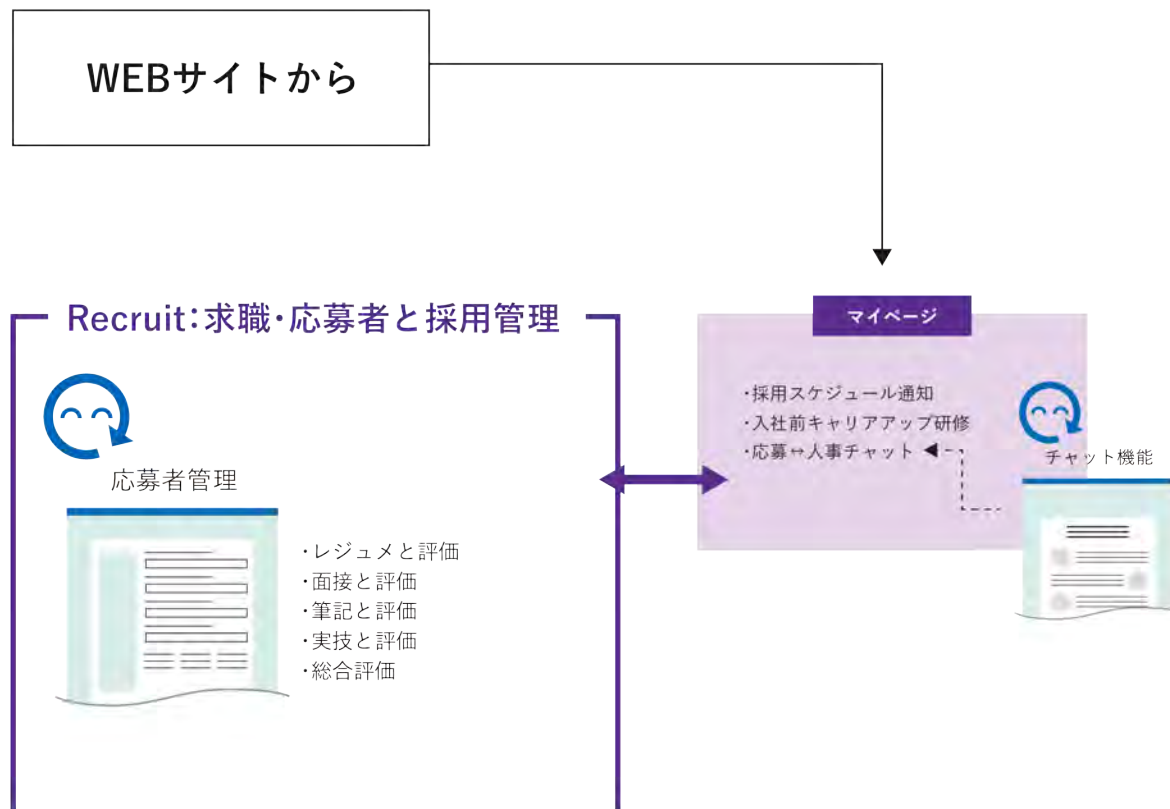 WEBサイトから
Recruit:求職・応募者と採用管理
応募者管理
・レジュメと評価
・面接と評価
・筆記と評価
・実技と評価
・総合評価
マイページ
・採用スケジュール通知
・入社前キャリアアップ研修
・応募↔人事チャット
チャット機能